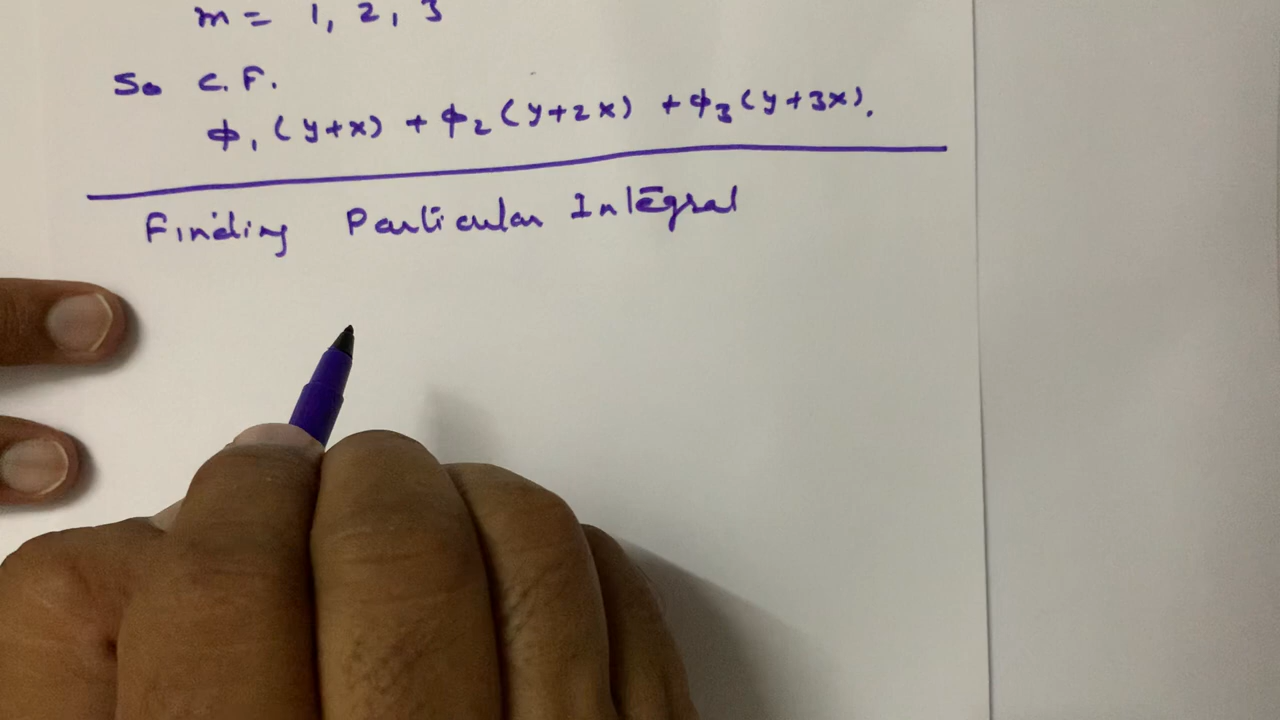 m = 1, 2, 3
So C.F.
ϕ₁(y+x) + ϕ₂(y+2x) + ϕ₃(y+3x).
Finding Particular Integral